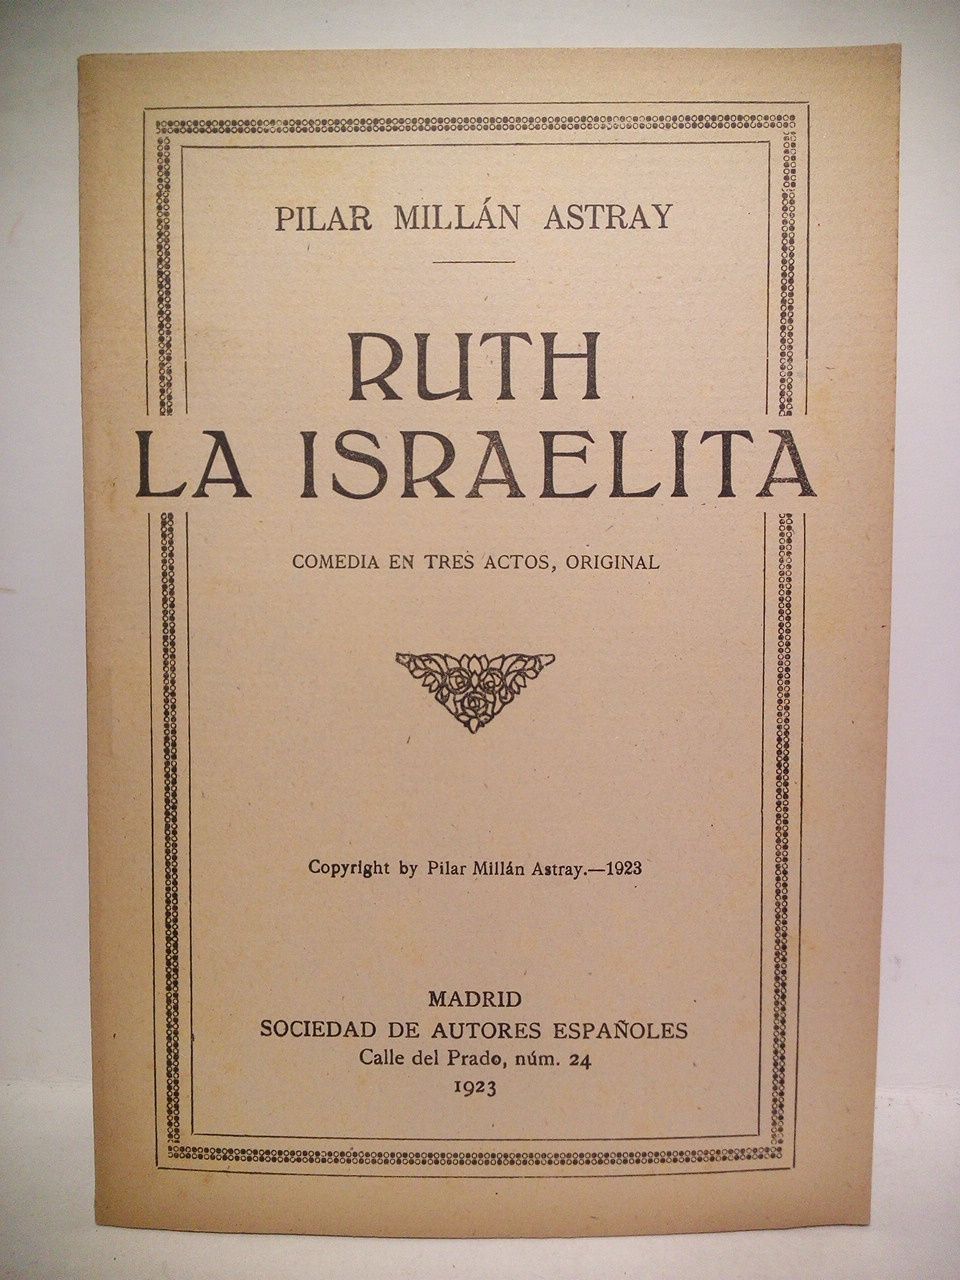 PILAR MILLÁN ASTRAY
RUTH
LA ISRAELITA
COMEDIA EN TRES ACTOS, ORIGINAL
Copyright by Pilar Millán Astray.—1923
MADRID
SOCIEDAD DE AUTORES ESPAÑOLES
Calle del Prado, núm. 24
1923